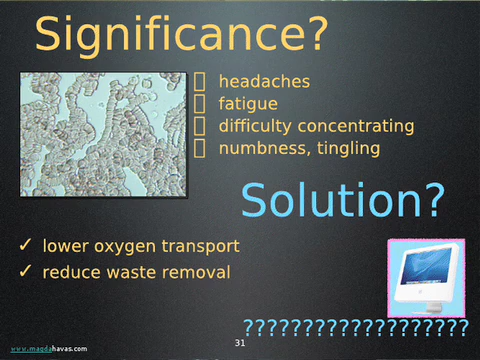 Significance?
headaches
fatigue
difficulty concentrating
numbness, tingling
Solution?
✓ lower oxygen transport
✓ reduce waste removal
???????????????????
31
www.magdahavas.com